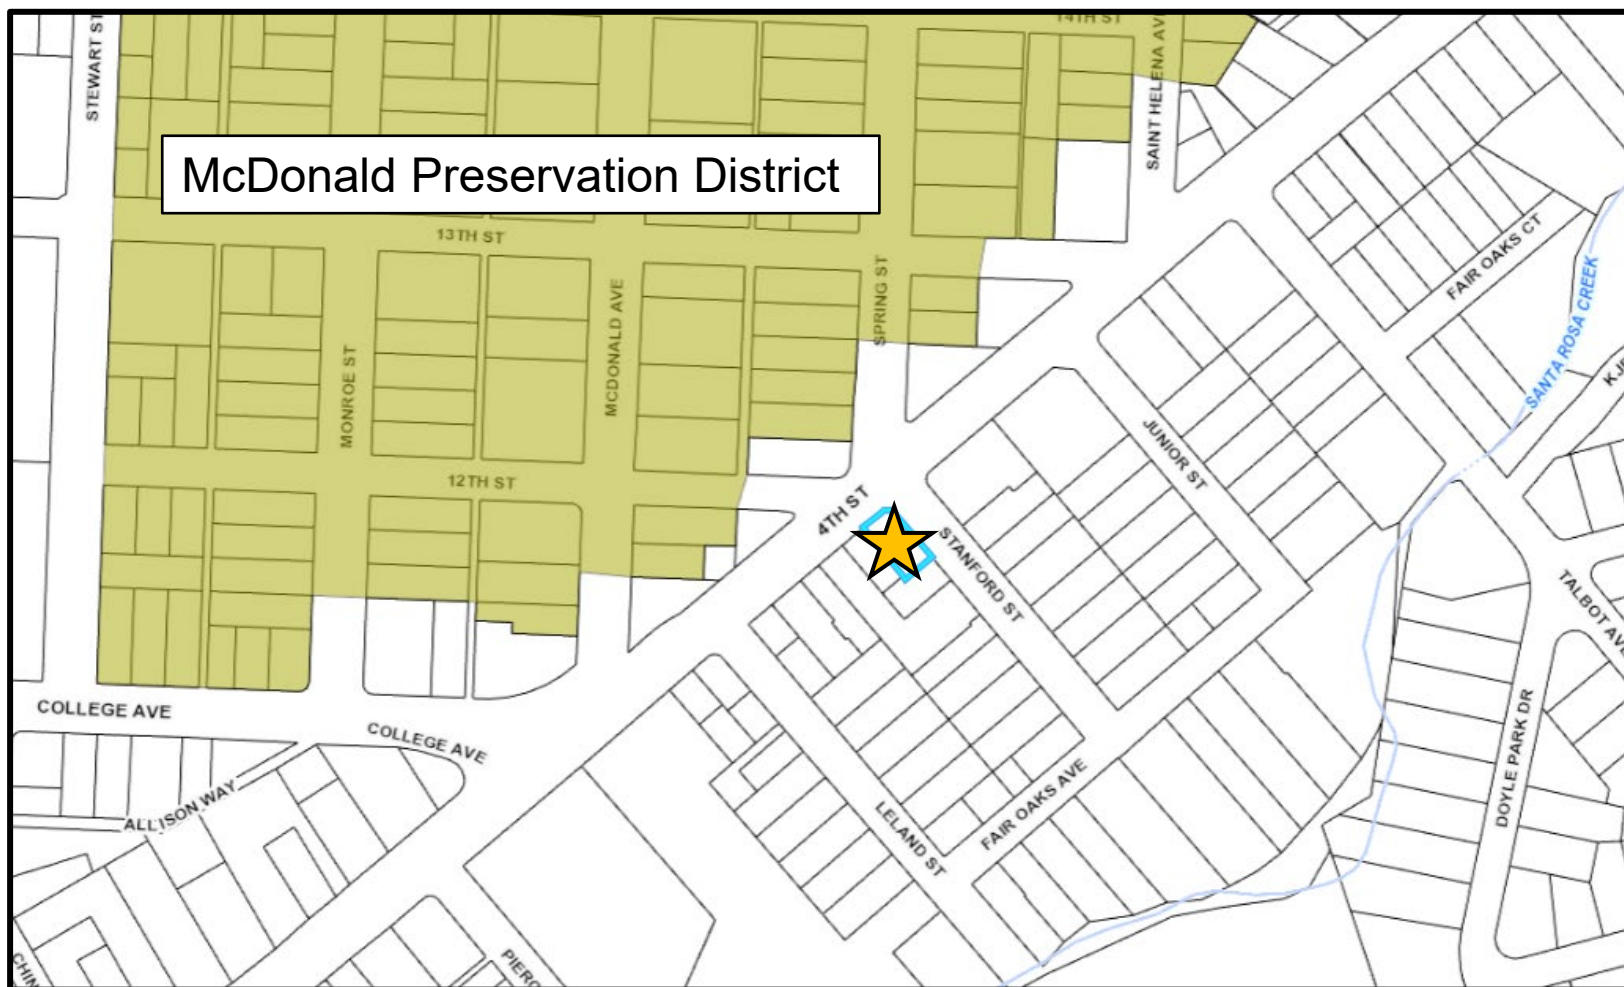 14TH ST
STEWART ST
SAINT HELENA AVE
McDonald Preservation District
13TH ST
FAIR OAKS CT
SPRING ST
MCDONALD AVE
SANTA ROSA CREEK
MONROE ST
JUNIOR ST
12TH ST
4TH ST
STANFORD ST
TALBOT AVE
COLLEGE AVE
COLLEGE AVE
DOYLE PARK DR
ALLISON WAY
FAIR OAKS AVE
LELAND ST